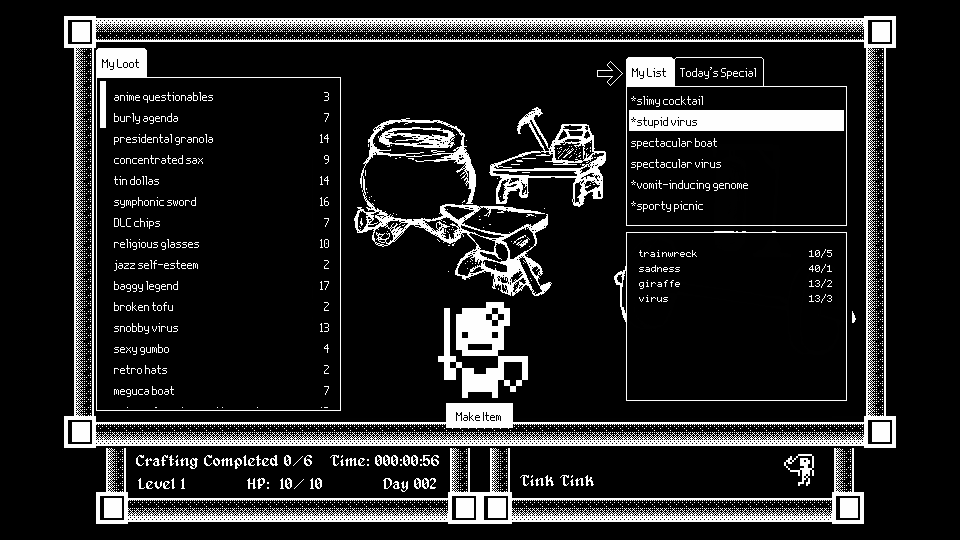 My Loot
anime questionables 3
burly agenda 7
presidental granola 14
concentrated sax 9
tin dollas 14
symphonic sword 16
DLC chips 7
religious glasses 10
jazz self-esteem 2
baggy legend 17
broken tofu 2
snobby virus 13
sexy gumbo 4
retro hats 2
meguca boat 7
My List
Today's Special
*slimy cocktail
*stupid virus
spectacular boat
spectacular virus
*vomit-inducing genome
*sporty picnic
trainwreck 10/5
sadness 40/1
giraffe 13/2
virus 13/3
Make Item
Crafting Completed 0/6 Time: 000:00:56
Level 1 HP: 10/ 10 Day 002
Tink Tink